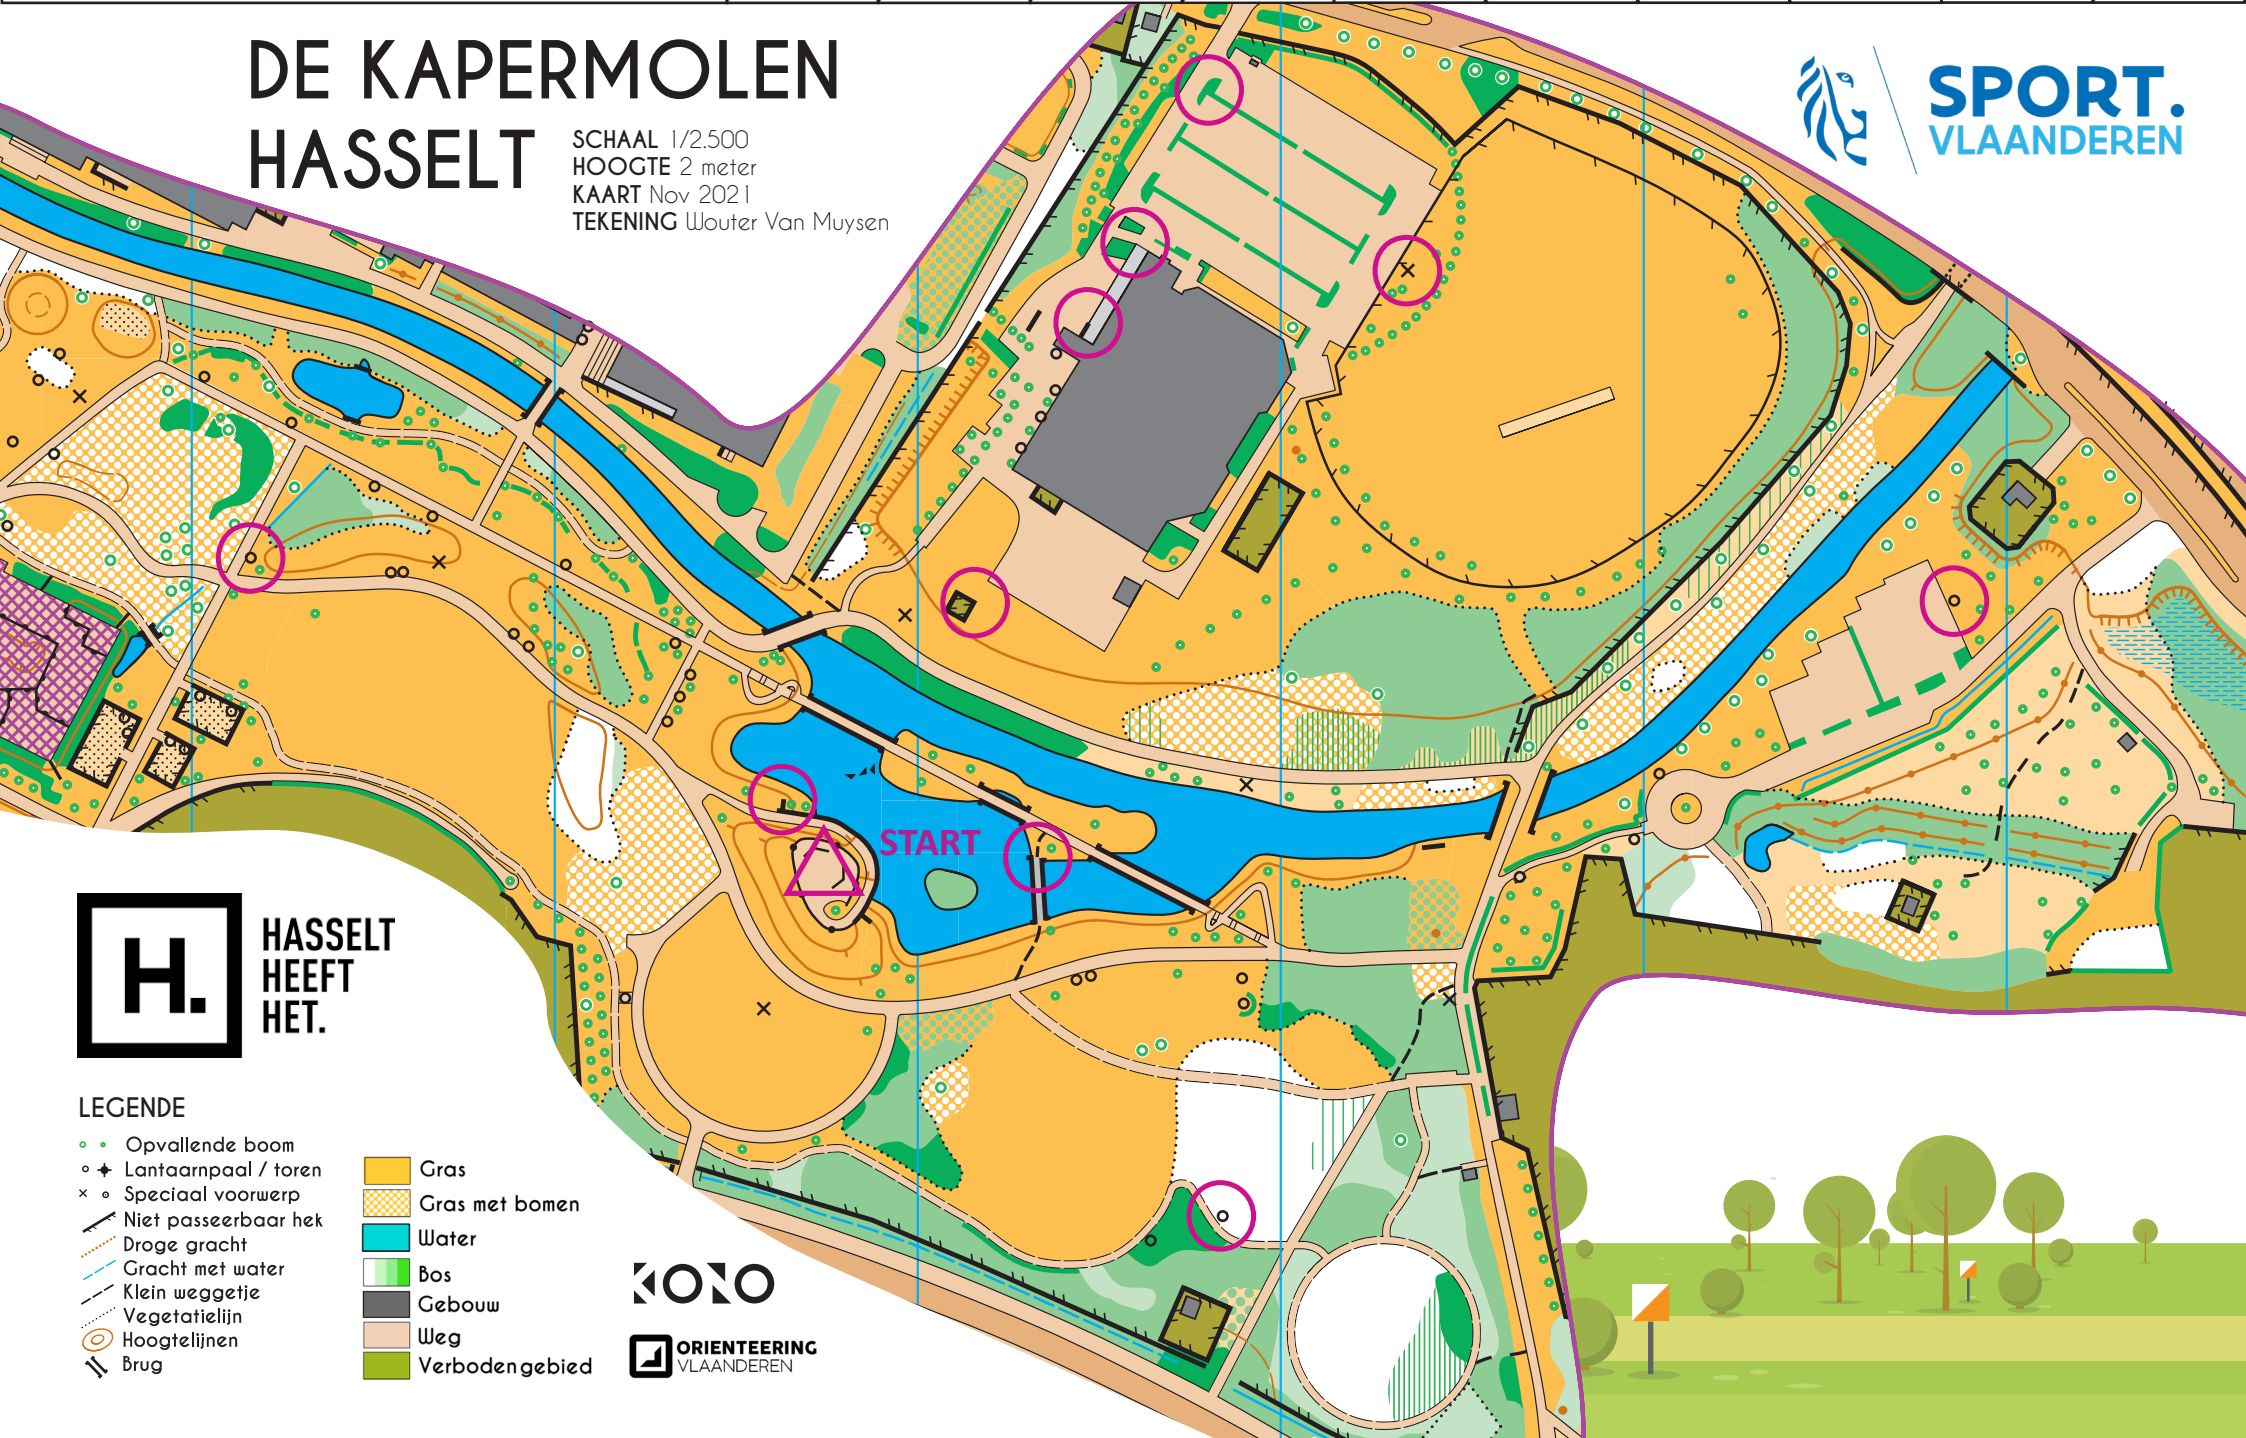 DE KAPERMOLEN
HASSELT
SCHAAL 1/2.500
HOOGTE 2 meter
KAART Nov 2021
TEKENING Wouter Van Muysen
SPORT.
VLAANDEREN
START
H.
HASSELT
HEEFT
HET.
LEGENDE
Opvallende boom
Lantaarnpaal / toren
Speciaal voorwerp
Niet passeerbaar hek
Droge gracht
Gracht met water
Klein weggetje
Vegetatielijn
Hoogtelijnen
Brug
Gras
Gras met bomen
Water
Bos
Gebouw
Weg
Verboden gebied
KOKO
ORIENTEERING
VLAANDEREN